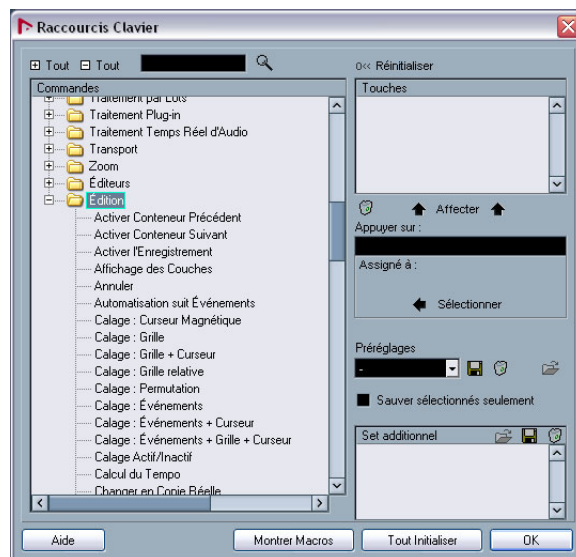 Raccourcis Clavier
Tout Tout
Réinitialiser
Commandes
Touches
Traitement par Lots
Traitement Plug-in
Traitement Temps Réel d'Audio
Transport
Zoom
Éditeurs
Édition
Activer Conteneur Précédent
Activer Conteneur Suivant
Activer l'Enregistrement
Affichage des Couches
Annuler
Automatisation suit Événements
Calage : Curseur Magnétique
Calage : Grille
Calage : Grille + Curseur
Calage : Grille relative
Calage : Permutation
Calage : Événements
Calage : Événements + Curseur
Calage : Événements + Grille + Curseur
Calage Actif/Inactif
Calcul du Tempo
Changer en Copie Réelle
Affecter
Appuyer sur :
Assigné à :
Sélectionner
Préréglages
-
Sauver sélectionnés seulement
Set additionnel
Aide
Montrer Macros
Tout Initialiser
OK